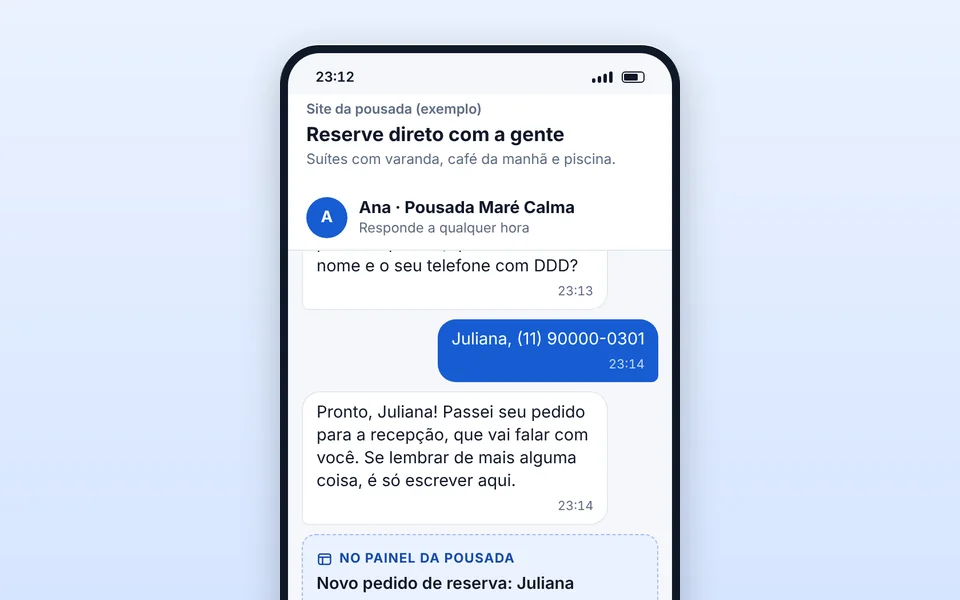 23:12
Site da pousada (exemplo)
Reserve direto com a gente
Suítes com varanda, café da manhã e piscina.
A
Ana · Pousada Maré Calma
Responde a qualquer hora
nome e o seu telefone com DDD?
23:13
Juliana, (11) 90000-0301
23:14
Pronto, Juliana! Passei seu pedido
para a recepção, que vai falar com
você. Se lembrar de mais alguma
coisa, é só escrever aqui.
23:14
NO PAINEL DA POUSADA
Novo pedido de reserva: Juliana